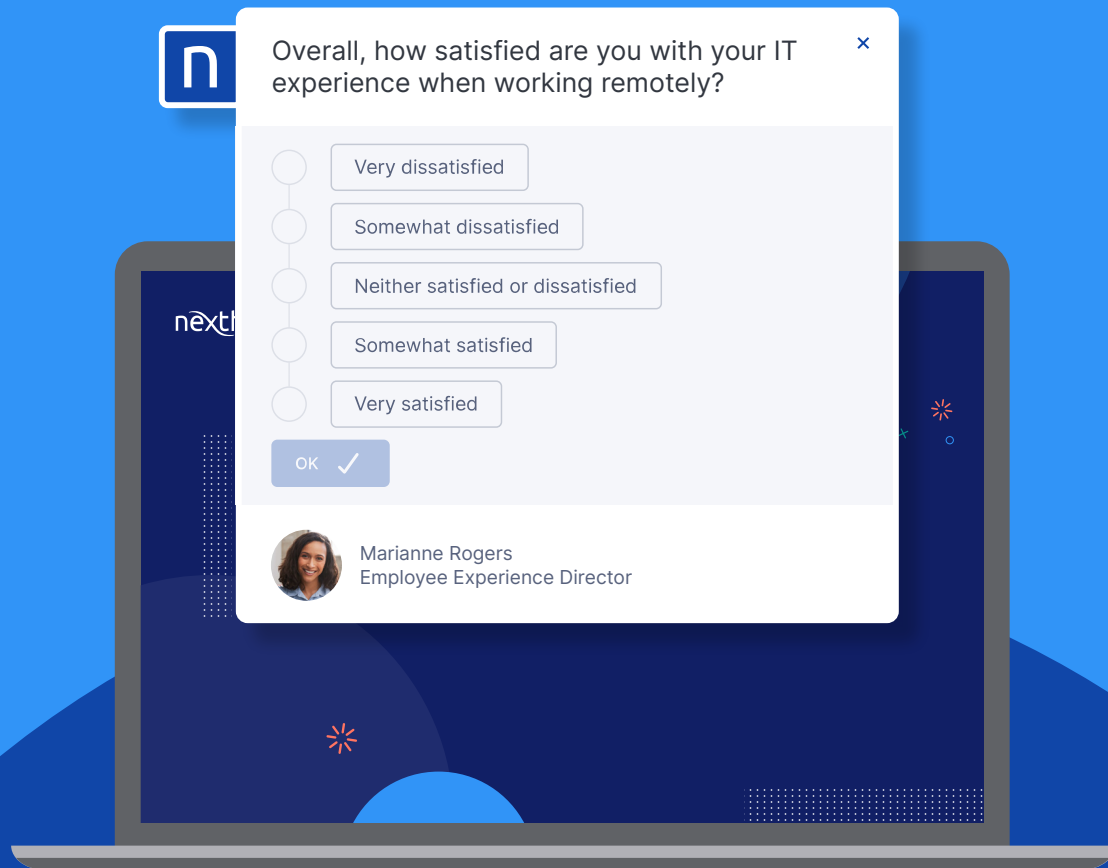 n
Overall, how satisfied are you with your IT
experience when working remotely?
Very dissatisfied
Somewhat dissatisfied
Neither satisfied or dissatisfied
Somewhat satisfied
Very satisfied
OK
Marianne Rogers
Employee Experience Director